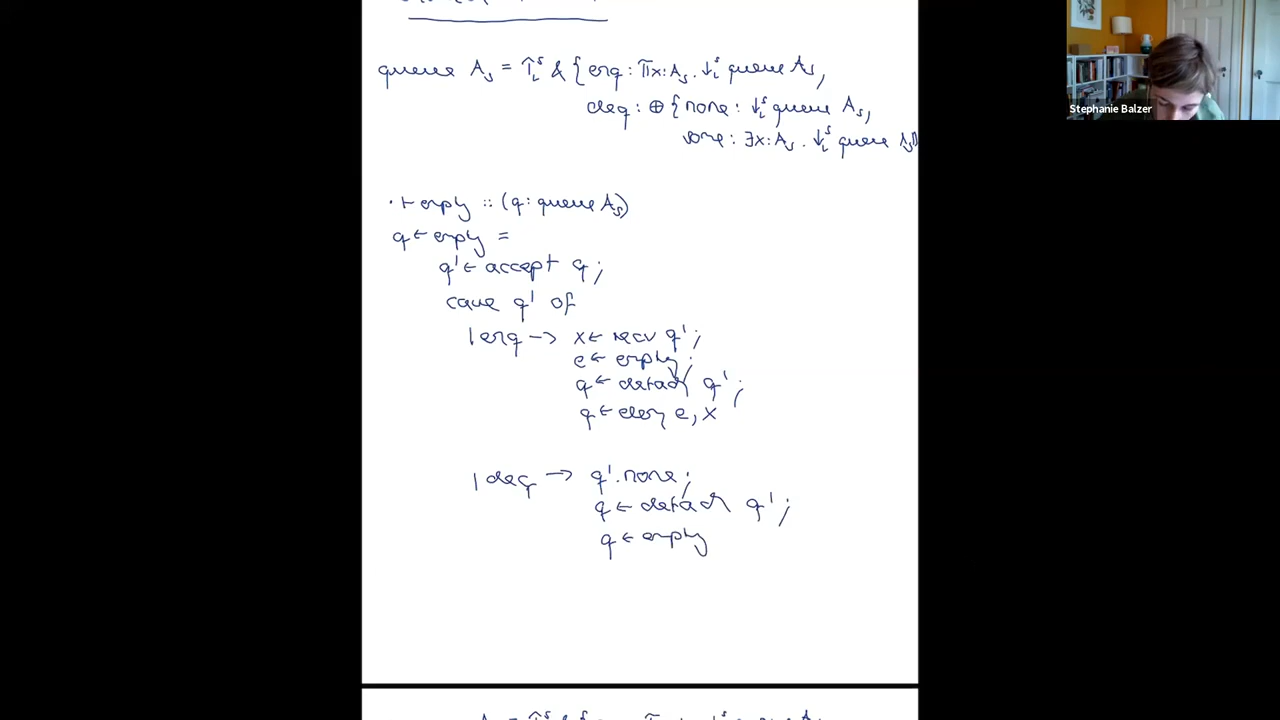 queue A_s = ↑_L^s & { enq : Πx:A_s. ↓_L^s queue A_s,
deq : ⊕ { none : ↓_L^s queue A_s,
some : ∃x:A_s. ↓_L^s queue A_s }}
· ⊢ empty :: (q : queue A_s)
q ← empty =
q' ← accept q ;
case q' of
| enq → x ← recv q' ;
e ← empty ;
q ← detach q' ;
q ← elem e, x
| deq → q'.none ;
q ← detach q' ;
q ← empty
Stephanie Balzer